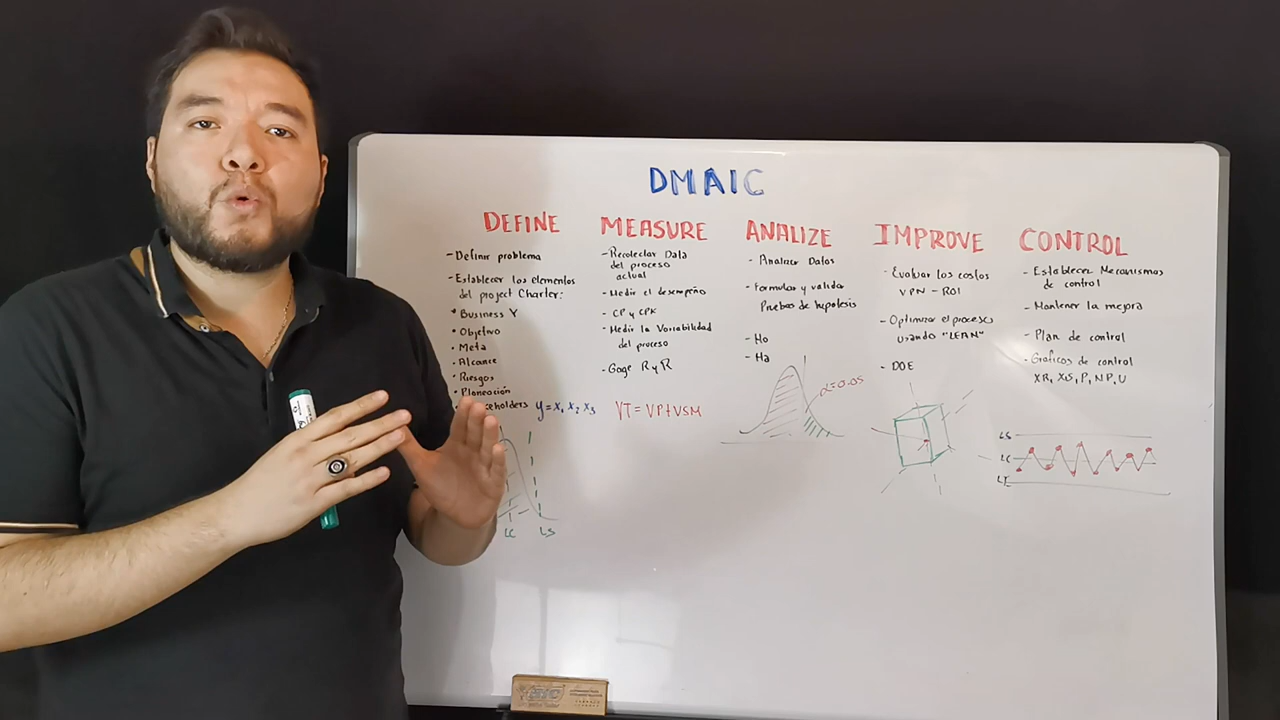 DMAIC
DEFINE
- Definir problema
- Establecer los elementos
del project Charter:
• Business Y
• Objetivo
- Meta
- Alcance
- Riesgos
- Planeación
y = x1 x2 x3
LC
LS
MEASURE
- Recolectar Data
del proceso
actual
- Medir el desempeño
- CP y CPK
- Medir la Variabilidad
del proceso
- Gage R y R
VT = VP+VSM
ANALIZE
- Analizar Datos
- Formular y validar
Pruebas de hipotesis
- Ho
- Ha
α=0.05
IMPROVE
- Evaluar los costos
VPN - ROI
- Optimizar el proceso
usando "LEAN"
- DOE
CONTROL
- Establecer Mecanismos
de control
- Mantener la mejora
- Plan de control
- Gráficos de control
XR, XS, P, NP, U
LS
LC
LI